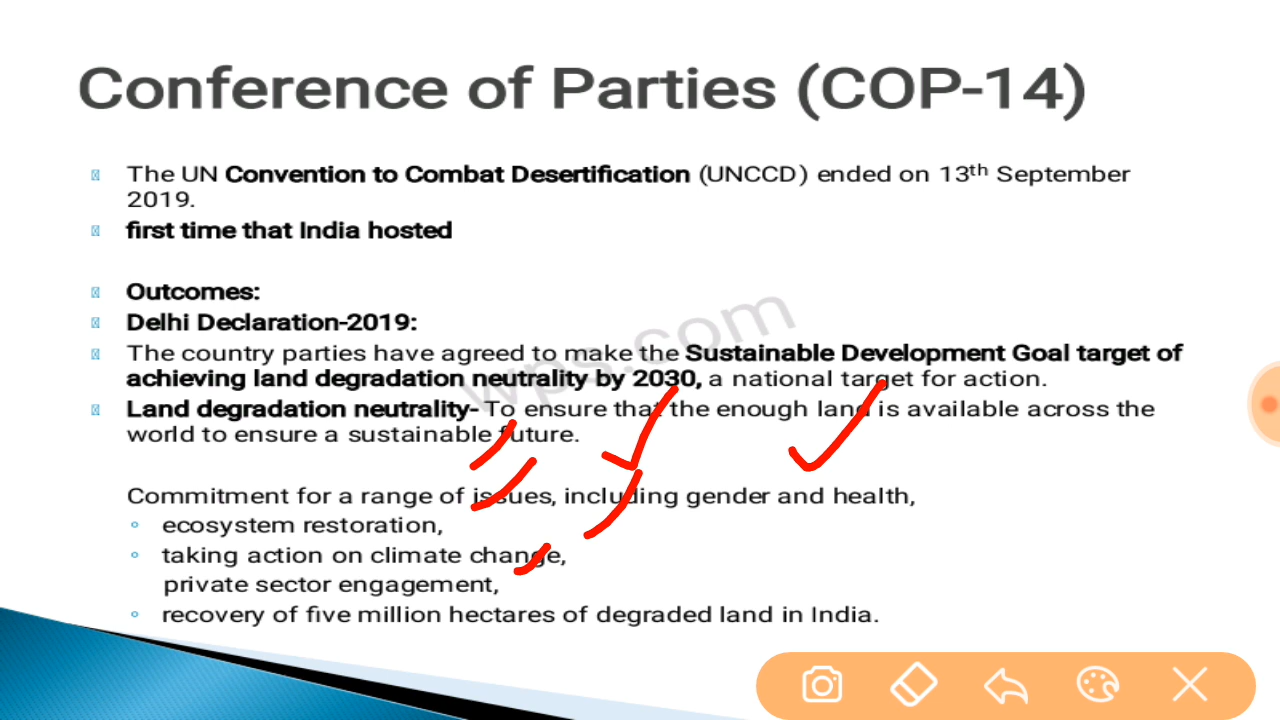 Conference of Parties (COP-14)
The UN Convention to Combat Desertification (UNCCD) ended on 13th September
2019.
first time that India hosted
Outcomes:
Delhi Declaration-2019:
The country parties have agreed to make the Sustainable Development Goal target of
achieving land degradation neutrality by 2030, a national target for action.
Land degradation neutrality- To ensure that the enough land is available across the
world to ensure a sustainable future.
Commitment for a range of issues, including gender and health,
ecosystem restoration,
taking action on climate change,
private sector engagement,
recovery of five million hectares of degraded land in India.
wps.com